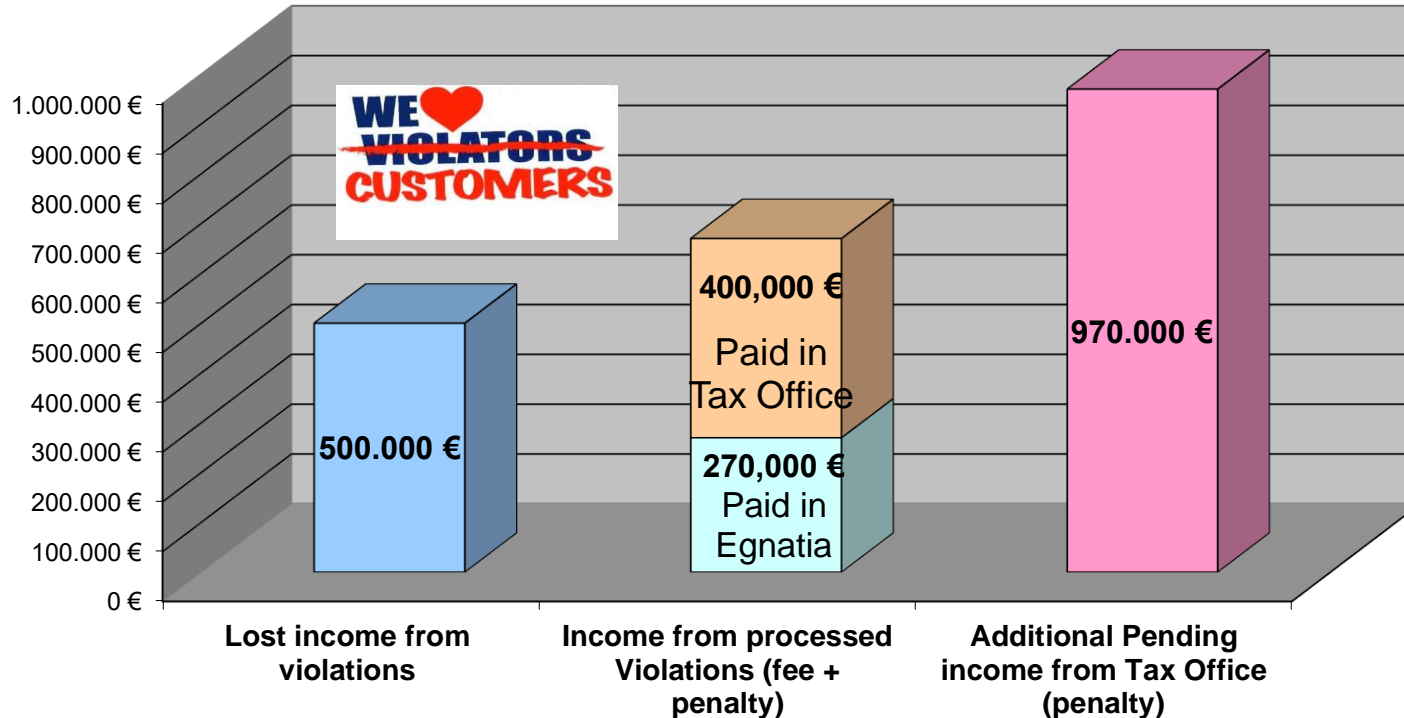 1.000.000 €
900.000 €
800.000 €
700.000 €
600.000 €
500.000 €
400.000 €
300.000 €
200.000 €
100.000 €
0 €
WE
VIOLATORS
CUSTOMERS
500.000 €
400,000 €
Paid in
Tax Office
270,000 €
Paid in
Egnatia
970.000 €
Lost income from
violations
Income from processed
Violations (fee +
penalty)
Additional Pending
income from Tax Office
(penalty)